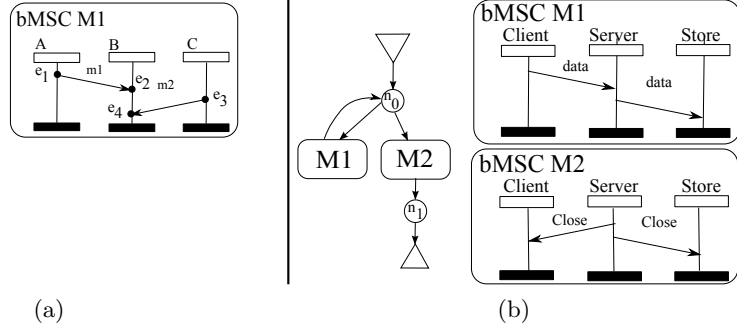 bMSC M1
A B C
e1 m1 e2 m2 e3
e4
(a)
n0
M1 M2
n1
bMSC M1
Client Server Store
data
data
bMSC M2
Client Server Store
Close Close
(b)